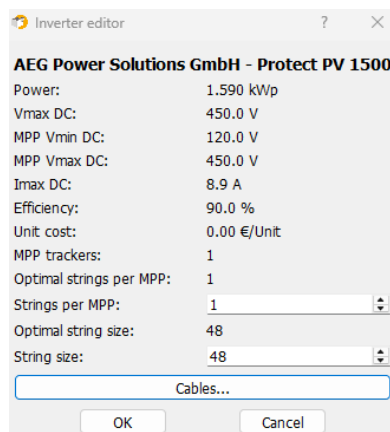 Inverter editor ? ×
AEG Power Solutions GmbH - Protect PV 1500
Power: 1.590 kWp
Vmax DC: 450.0 V
MPP Vmin DC: 120.0 V
MPP Vmax DC: 450.0 V
Imax DC: 8.9 A
Efficiency: 90.0 %
Unit cost: 0.00 €/Unit
MPP trackers: 1
Optimal strings per MPP: 1
Strings per MPP: 1
Optimal string size: 48
String size: 48
Cables...
OK Cancel